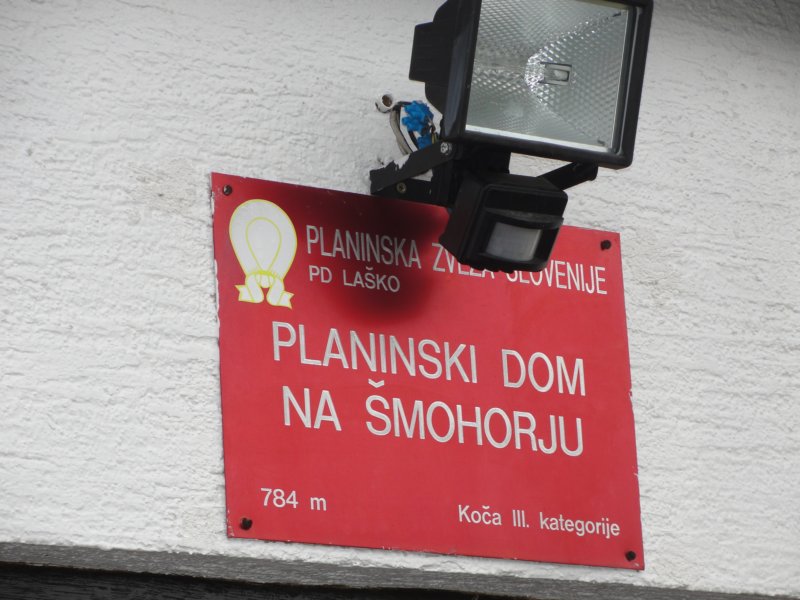 PLANINSKA ZVEZA SLOVENIJE
PD LAŠKO
PLANINSKI DOM
NA ŠMOHORJU
784 m
Koča III. kategorije